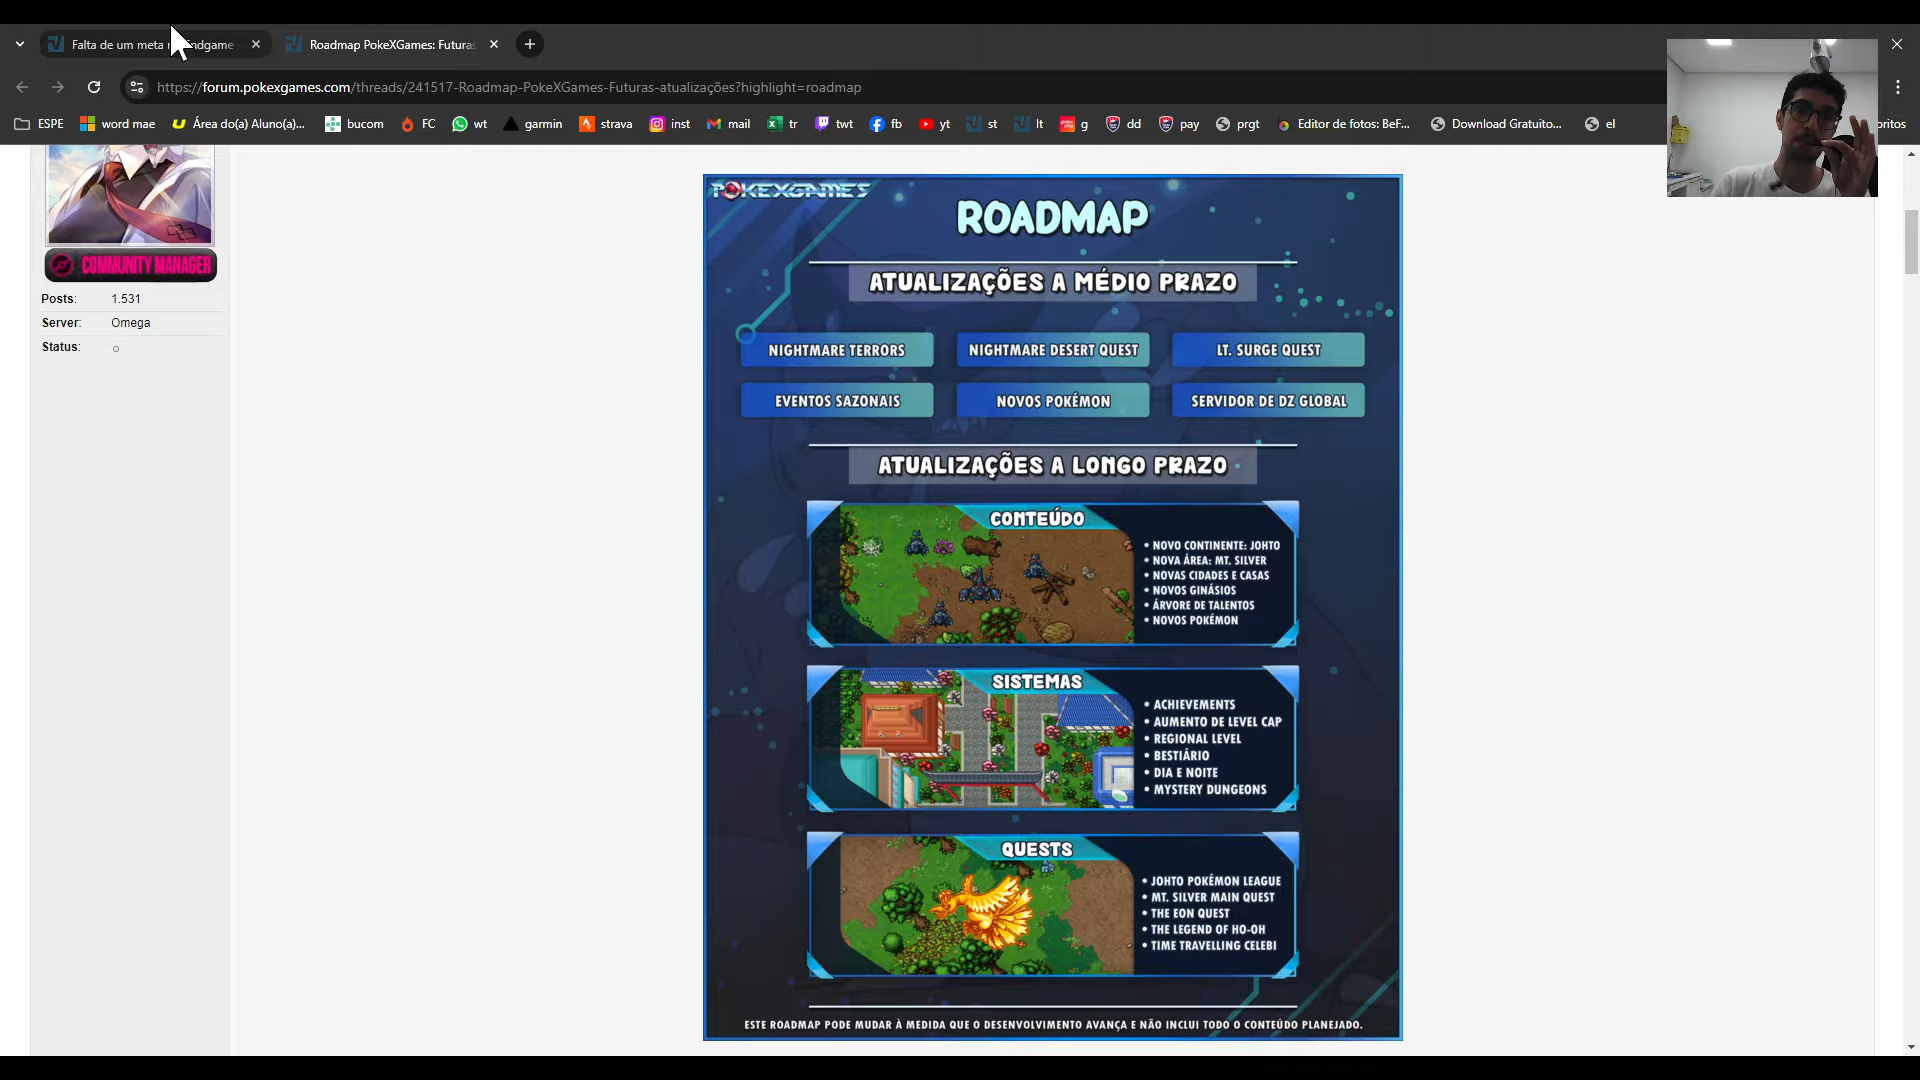 Falta de um meta
ndgame
Roadmap PokeXGames: Futuras
https://forum.pokexgames.com/threads/241517-Roadmap-PokeXGames-Futuras-atualizações?highlight=roadmap
ESPE
word mae
Área do(a) Aluno(a)...
bucom
FC
wt
garmin
strava
inst
mail
tr
twt
fb
yt
st
lt
g
dd
pay
prgt
Editor de fotos: BeF...
Download Gratuito...
el
oritos
COMMUNITY MANAGER
Posts: 1.531
Server: Omega
Status:
POKEXGAMES
ROADMAP
ATUALIZAÇÕES A MÉDIO PRAZO
NIGHTMARE TERRORS
NIGHTMARE DESERT QUEST
LT. SURGE QUEST
EVENTOS SAZONAIS
NOVOS POKÉMON
SERVIDOR DE DZ GLOBAL
ATUALIZAÇÕES A LONGO PRAZO
CONTEÚDO
• NOVO CONTINENTE: JOHTO
• NOVA ÁREA: MT. SILVER
• NOVAS CIDADES E CASAS
• NOVOS GINÁSIOS
• ÁRVORE DE TALENTOS
• NOVOS POKÉMON
SISTEMAS
• ACHIEVEMENTS
• AUMENTO DE LEVEL CAP
• REGIONAL LEVEL
• BESTIÁRIO
• DIA E NOITE
• MYSTERY DUNGEONS
QUESTS
• JOHTO POKÉMON LEAGUE
• MT. SILVER MAIN QUEST
• THE EON QUEST
• THE LEGEND OF HO-OH
• TIME TRAVELLING CELEBI
ESTE ROADMAP PODE MUDAR À MEDIDA QUE O DESENVOLVIMENTO AVANÇA E NÃO INCLUI TODO O CONTEÚDO PLANEJADO.